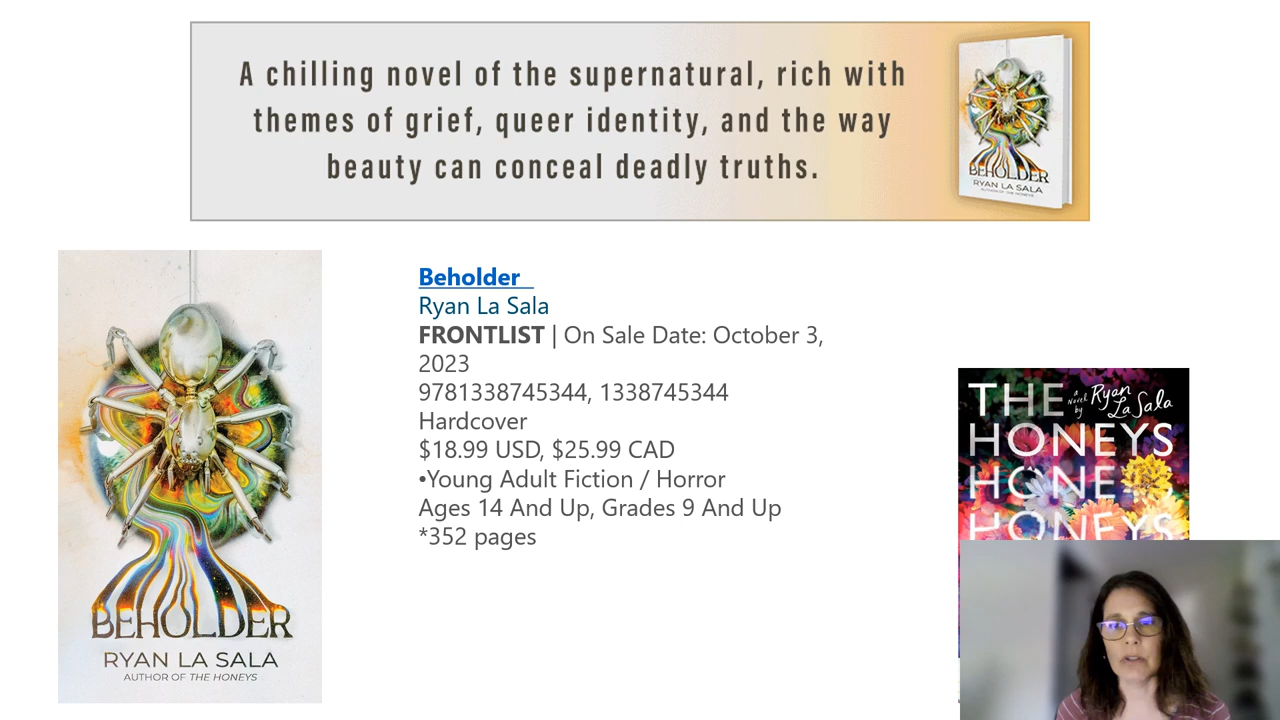 A chilling novel of the supernatural, rich with
themes of grief, queer identity, and the way
beauty can conceal deadly truths.
BEHOLDER
RYAN LA SALA
AUTHOR OF THE HONEYS
BEHOLDER
RYAN LA SALA
AUTHOR OF THE HONEYS
Beholder
Ryan La Sala
FRONTLIST | On Sale Date: October 3,
2023
9781338745344, 1338745344
Hardcover
$18.99 USD, $25.99 CAD
•Young Adult Fiction / Horror
Ages 14 And Up, Grades 9 And Up
*352 pages
THE
a Novel by Ryan La Sala
HONEYS
HONEYS
HONEYS